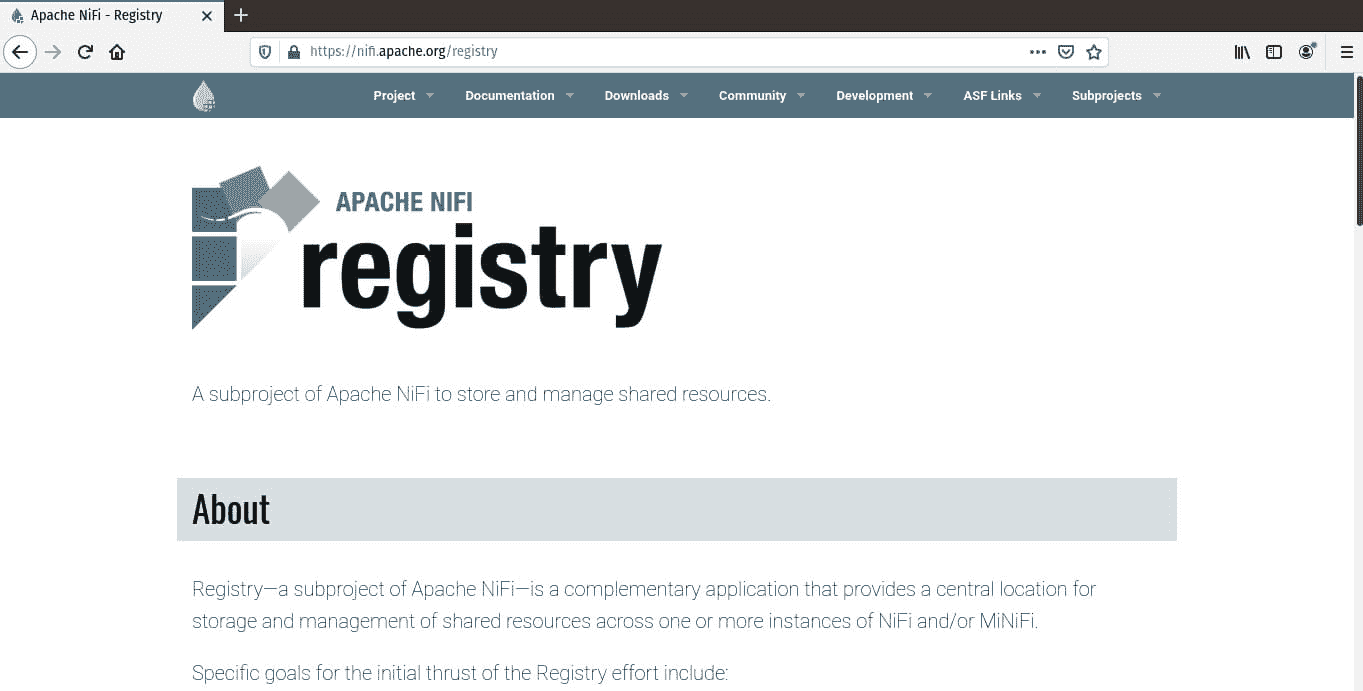 Apache NiFi - Registry
https://nifi.apache.org/registry
Project Documentation Downloads Community Development ASF Links Subprojects
APACHE NIFI
registry
A subproject of Apache NiFi to store and manage shared resources.
About
Registry—a subproject of Apache NiFi—is a complementary application that provides a central location for
storage and management of shared resources across one or more instances of NiFi and/or MiNiFi.
Specific goals for the initial thrust of the Registry effort include: